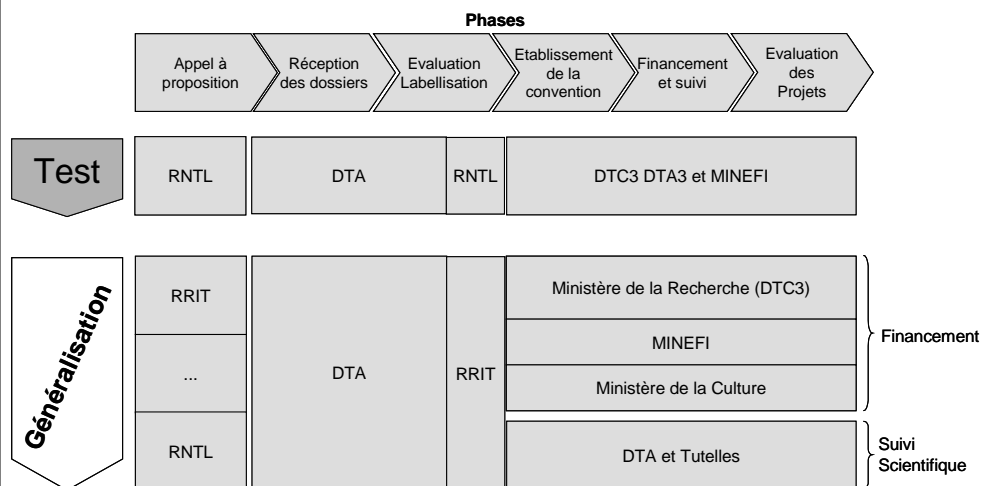 Phases
Appel à
proposition
Réception
des dossiers
Evaluation
Labellisation
Etablissement
de la
convention
Financement
et suivi
Evaluation
des
Projets
Test
RNTL
DTA
RNTL
DTC3 DTA3 et MINEFI
Généralisation
RRIT
...
RNTL
DTA
RRIT
Ministère de la Recherche (DTC3)
MINEFI
Ministère de la Culture
DTA et Tutelles
Financement
Suivi
Scientifique